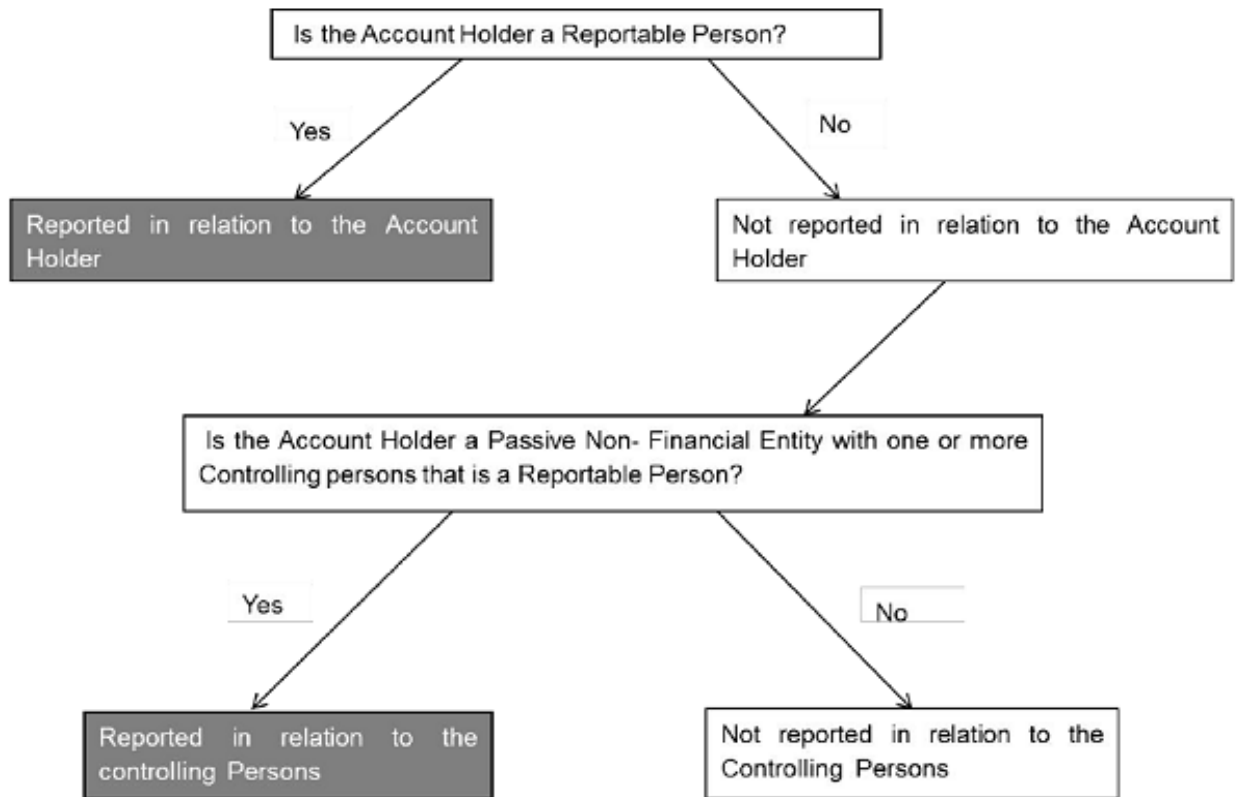 Is the Account Holder a Reportable Person?
Yes
No
Reported in relation to the Account
Holder
Not reported in relation to the Account
Holder
Is the Account Holder a Passive Non- Financial Entity with one or more
Controlling persons that is a Reportable Person?
Yes
No
Reported in relation to the
controlling Persons
Not reported in relation to the
Controlling Persons